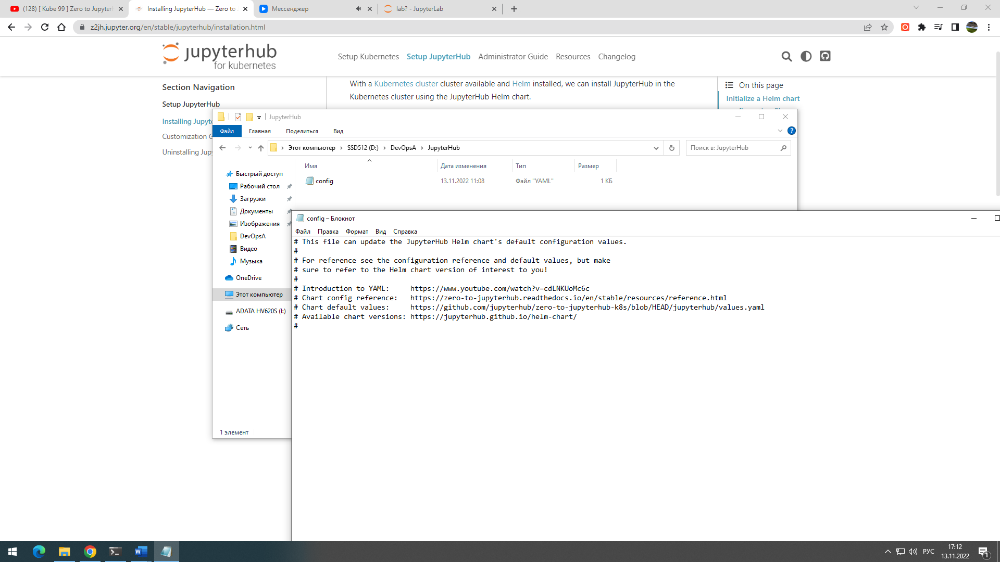 (128) [ Kube 99 ] Zero to Jupyter
Installing JupyterHub — Zero to
Мессенджер
lab? - JupyterLab
z2jh.jupyter.org/en/stable/jupyterhub/installation.html
jupyterhub
for kubernetes
Setup Kubernetes
Setup JupyterHub
Administrator Guide
Resources
Changelog
Section Navigation
Setup JupyterHub
Installing Jupyte
Customization
Uninstalling Jupy
With a Kubernetes cluster cluster available and Helm installed, we can install JupyterHub in the
Kubernetes cluster using the JupyterHub Helm chart.
On this page
Initialize a Helm chart
JupyterHub
Файл
Главная
Поделиться
Вид
Этот компьютер
SSD512 (D:)
DevOpsA
JupyterHub
Поиск в: JupyterHub
Имя
Дата изменения
Тип
Размер
config
13.11.2022 11:08
Файл "YAML"
1 КБ
Быстрый доступ
Рабочий стол
Загрузки
Документы
Изображения
DevOpsA
Видео
Музыка
OneDrive
Этот компьютер
ADATA HV620S (I:)
Сеть
1 элемент
config – Блокнот
Файл Правка Формат Вид Справка
# This file can update the JupyterHub Helm chart's default configuration values.
#
# For reference see the configuration reference and default values, but make
# sure to refer to the Helm chart version of interest to you!
#
# Introduction to YAML:     https://www.youtube.com/watch?v=cdLNKUoMc6c
# Chart config reference:   https://zero-to-jupyterhub.readthedocs.io/en/stable/resources/reference.html
# Chart default values:     https://github.com/jupyterhub/zero-to-jupyterhub-k8s/blob/HEAD/jupyterhub/values.yaml
# Available chart versions: https://jupyterhub.github.io/helm-chart/
#
РУС
17:12
13.11.2022
1